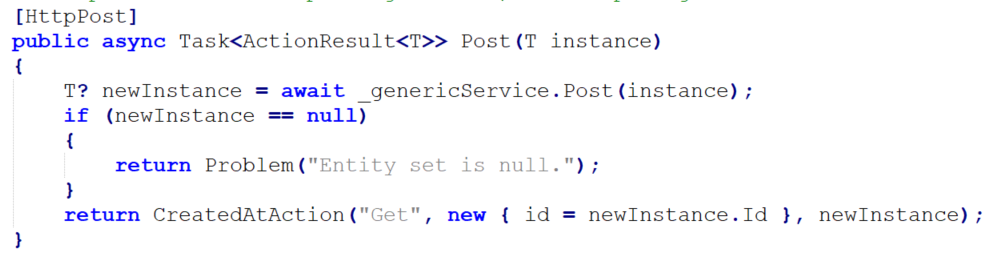 [HttpPost]
public async Task<ActionResult<T>> Post(T instance)
{
    T? newInstance = await _genericService.Post(instance);
    if (newInstance == null)
    {
        return Problem("Entity set is null.");
    }
    return CreatedAtAction("Get", new { id = newInstance.Id }, newInstance);
}